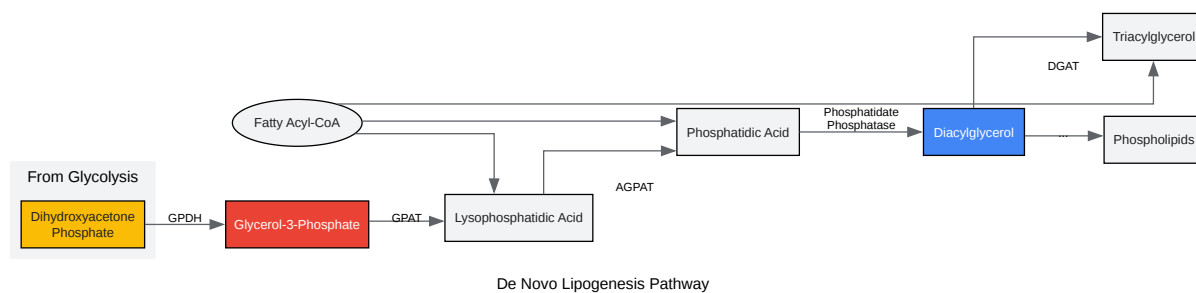 Triacylglycerol
DGAT
Fatty Acyl-CoA
Phosphatidic Acid
Phosphatidate
Phosphatase
Diacylglycerol
...
Phospholipids
From Glycolysis
AGPAT
Dihydroxyacetone
Phosphate
GPDH
Glycerol-3-Phosphate
GPAT
Lysophosphatidic Acid
De Novo Lipogenesis Pathway